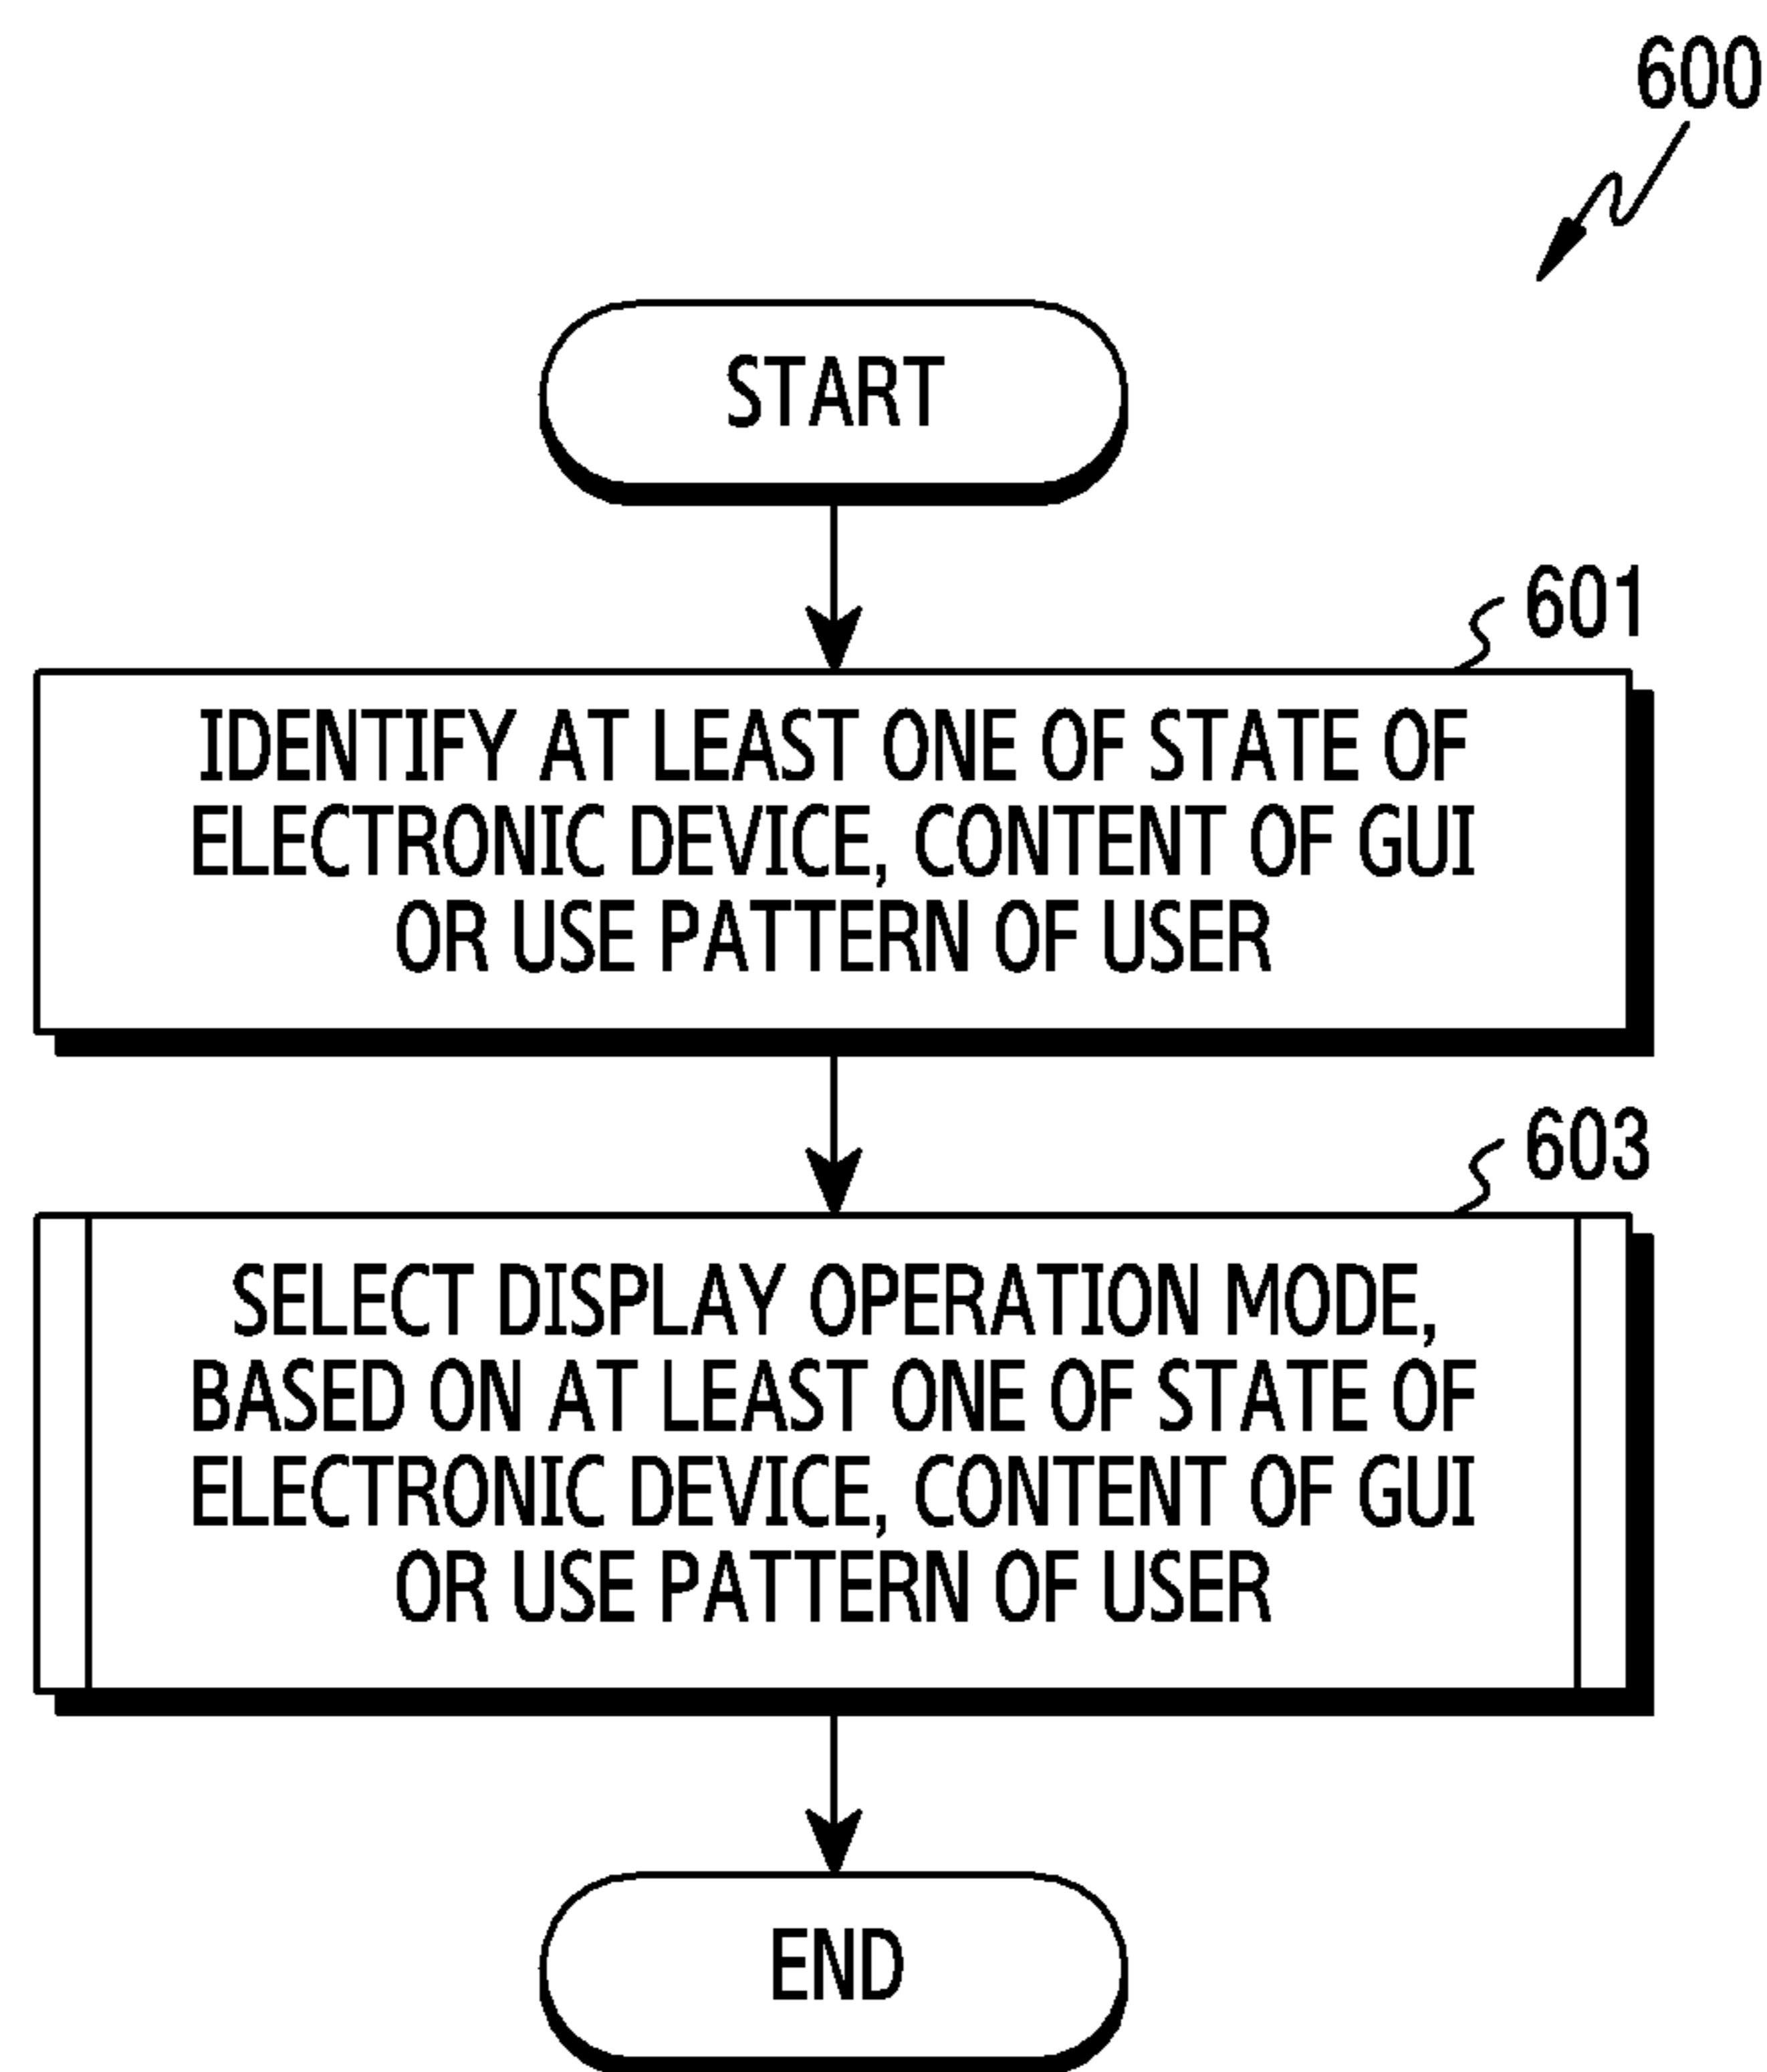 600
START
601
IDENTIFY AT LEAST ONE OF STATE OF
ELECTRONIC DEVICE, CONTENT OF GUI
OR USE PATTERN OF USER
603
SELECT DISPLAY OPERATION MODE,
BASED ON AT LEAST ONE OF STATE OF
ELECTRONIC DEVICE, CONTENT OF GUI
OR USE PATTERN OF USER
END